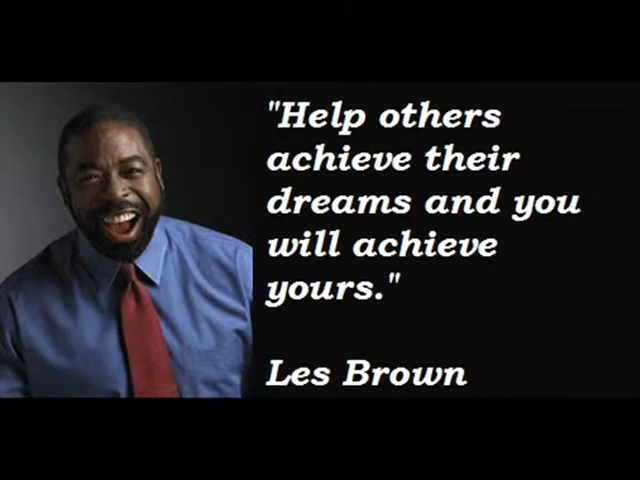 "Help others
achieve their
dreams and you
will achieve
yours."
Les Brown